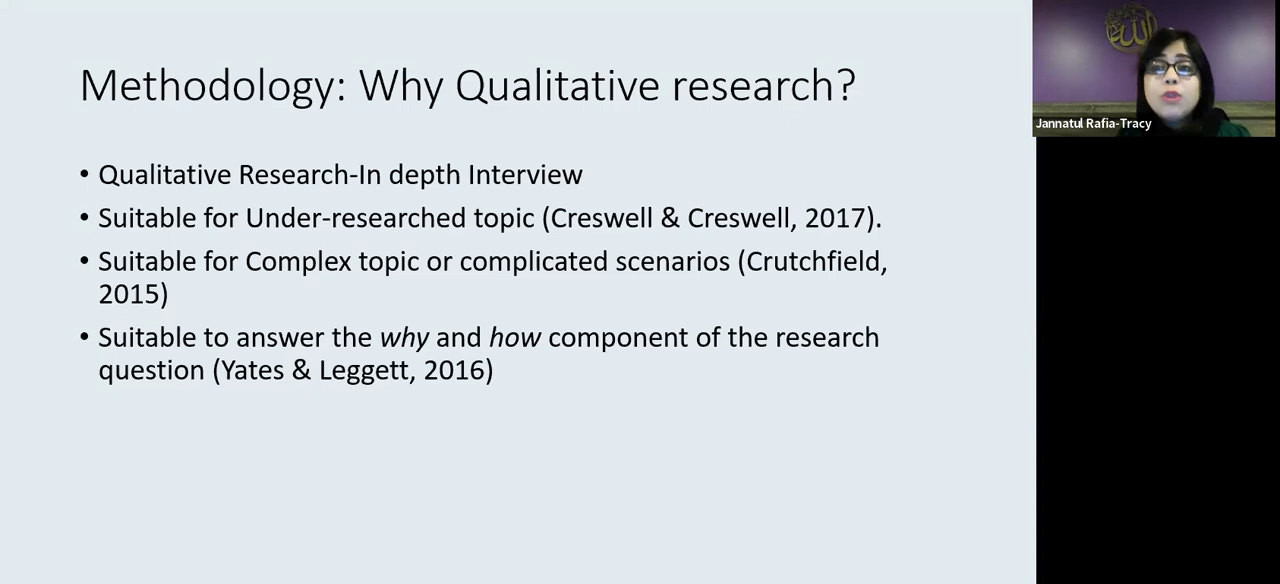 Methodology: Why Qualitative research?
• Qualitative Research-In depth Interview
• Suitable for Under-researched topic (Creswell & Creswell, 2017).
• Suitable for Complex topic or complicated scenarios (Crutchfield,
2015)
• Suitable to answer the why and how component of the research
question (Yates & Leggett, 2016)
الله
Jannatul Rafia-Tracy